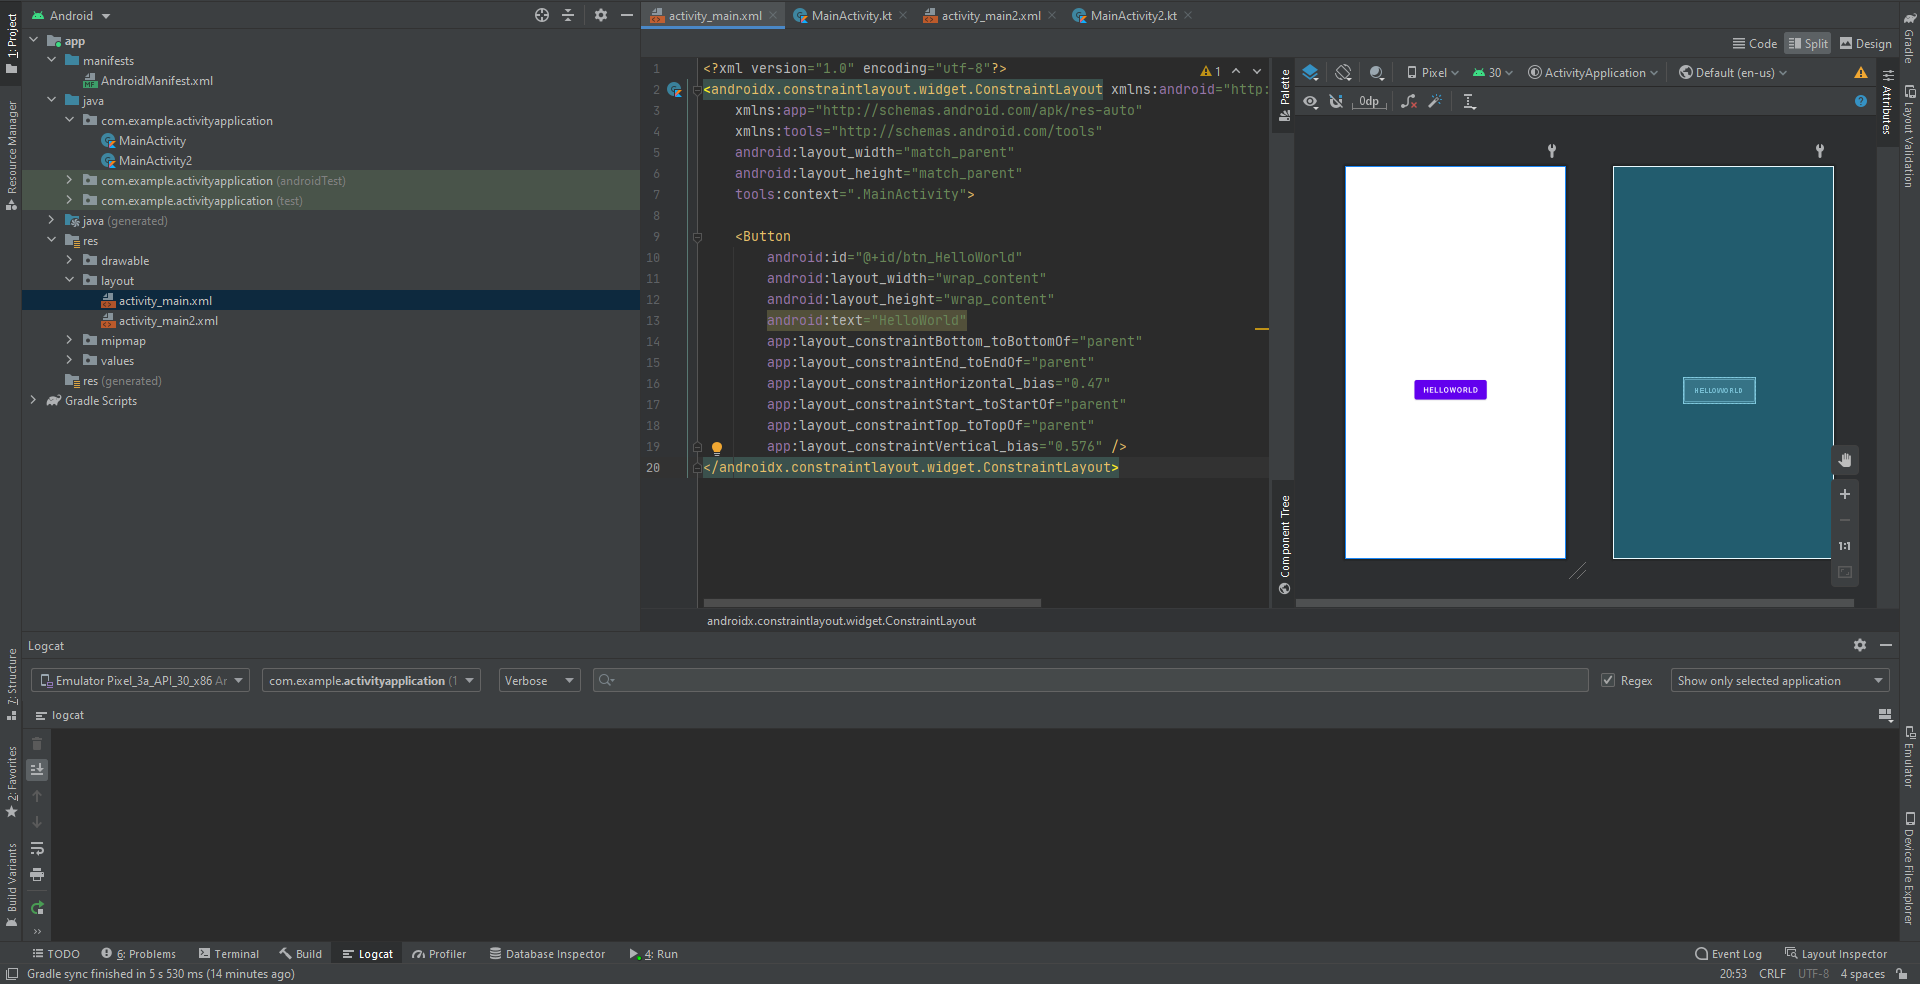 Android
activity_main.xml
MainActivity.kt
activity_main2.xml
MainActivity2.kt
1: Project
Resource Manager
7: Structure
2: Favorites
Build Variants
app
manifests
AndroidManifest.xml
java
com.example.activityapplication
MainActivity
MainActivity2
com.example.activityapplication (androidTest)
com.example.activityapplication (test)
java (generated)
res
drawable
layout
activity_main.xml
activity_main2.xml
mipmap
values
res (generated)
Gradle Scripts
Code Split Design
1 <?xml version="1.0" encoding="utf-8"?>
2 <androidx.constraintlayout.widget.ConstraintLayout xmlns:android="http:
3 xmlns:app="http://schemas.android.com/apk/res-auto"
4 xmlns:tools="http://schemas.android.com/tools"
5 android:layout_width="match_parent"
6 android:layout_height="match_parent"
7 tools:context=".MainActivity">
8
9 <Button
10 android:id="@+id/btn_HelloWorld"
11 android:layout_width="wrap_content"
12 android:layout_height="wrap_content"
13 android:text="HelloWorld"
14 app:layout_constraintBottom_toBottomOf="parent"
15 app:layout_constraintEnd_toEndOf="parent"
16 app:layout_constraintHorizontal_bias="0.47"
17 app:layout_constraintStart_toStartOf="parent"
18 app:layout_constraintTop_toTopOf="parent"
19 app:layout_constraintVertical_bias="0.576" />
20 </androidx.constraintlayout.widget.ConstraintLayout>
1
androidx.constraintlayout.widget.ConstraintLayout
Palette
Component Tree
Pixel 30 ActivityApplication Default (en-us)
0dp
HELLOWORLD
HELLOWORLD
1:1
Attributes
Gradle
Layout Validation
Emulator
Device File Explorer
Logcat
Emulator Pixel_3a_API_30_x86 Ar
com.example.activityapplication (1
Verbose
Regex
Show only selected application
logcat
TODO 6: Problems Terminal Build Logcat Profiler Database Inspector 4: Run
Event Log Layout Inspector
Gradle sync finished in 5 s 530 ms (14 minutes ago)
20:53 CRLF UTF-8 4 spaces